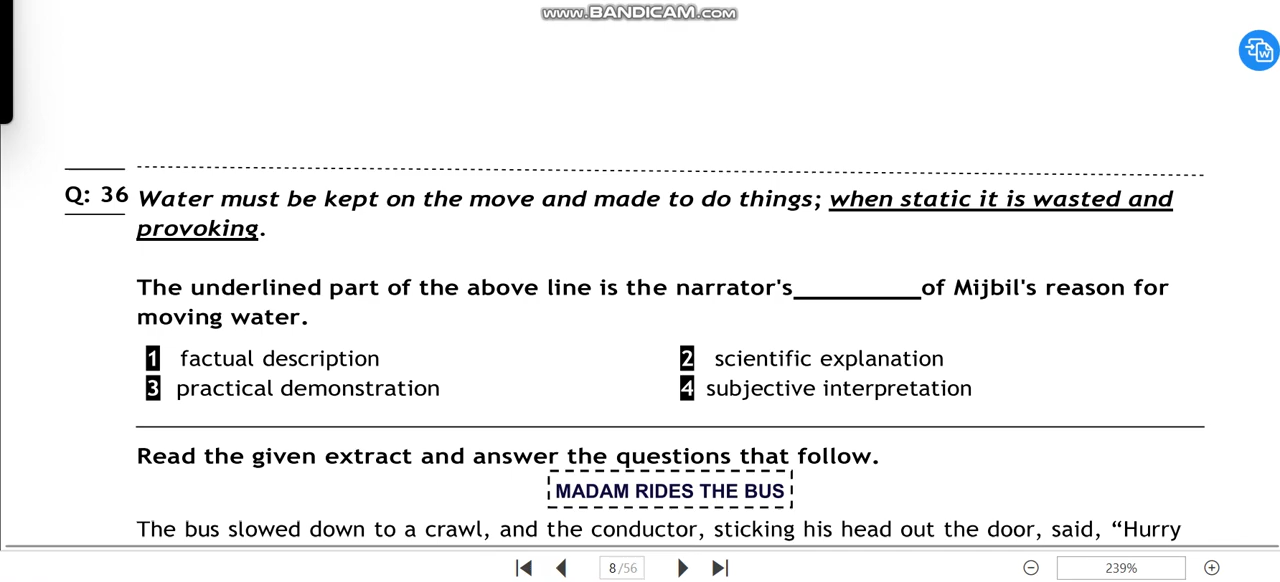 www.BANDICAM.com
Q: 36 Water must be kept on the move and made to do things; when static it is wasted and
provoking.
The underlined part of the above line is the narrator's_________of Mijbil's reason for
moving water.
1 factual description 2 scientific explanation
3 practical demonstration 4 subjective interpretation
Read the given extract and answer the questions that follow.
MADAM RIDES THE BUS
The bus slowed down to a crawl, and the conductor, sticking his head out the door, said, “Hurry
8 /56 239%